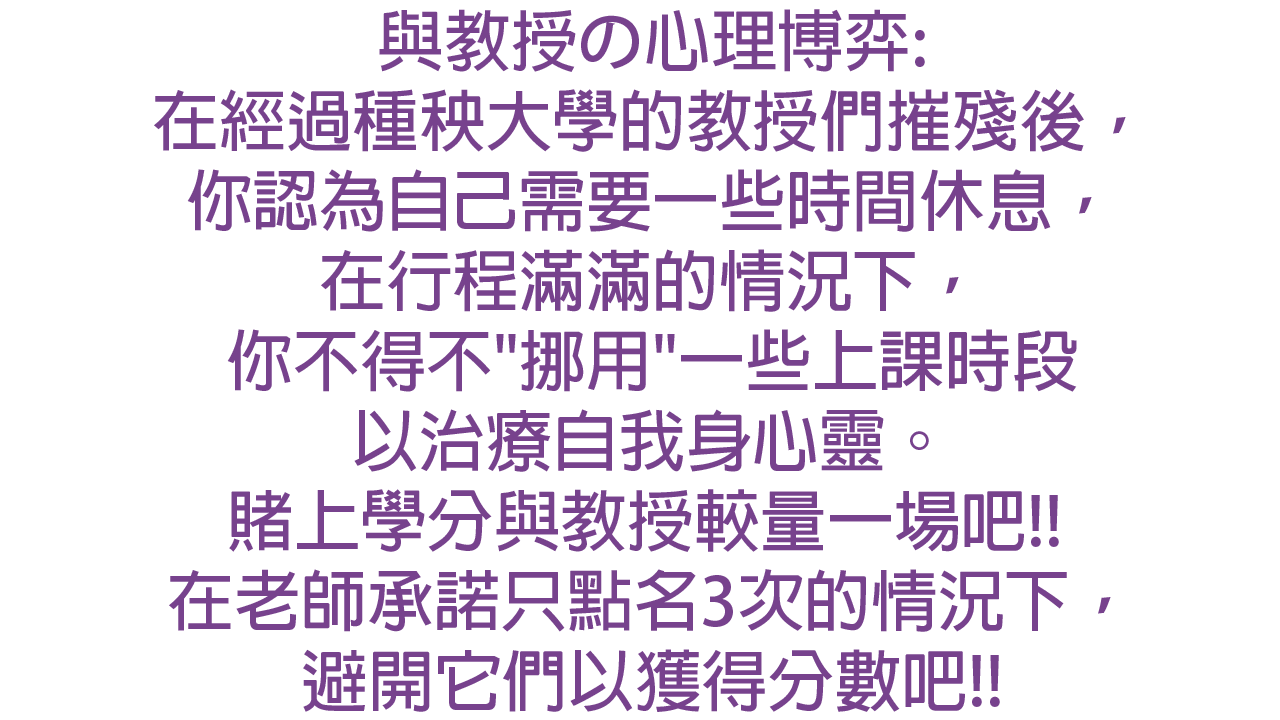 與教授の心理博弈:
在經過種秧大學的教授們摧殘後，
你認為自己需要一些時間休息，
在行程滿滿的情況下，
你不得不"挪用"一些上課時段
以治療自我身心靈。
賭上學分與教授較量一場吧!!
在老師承諾只點名3次的情況下，
避開它們以獲得分數吧!!